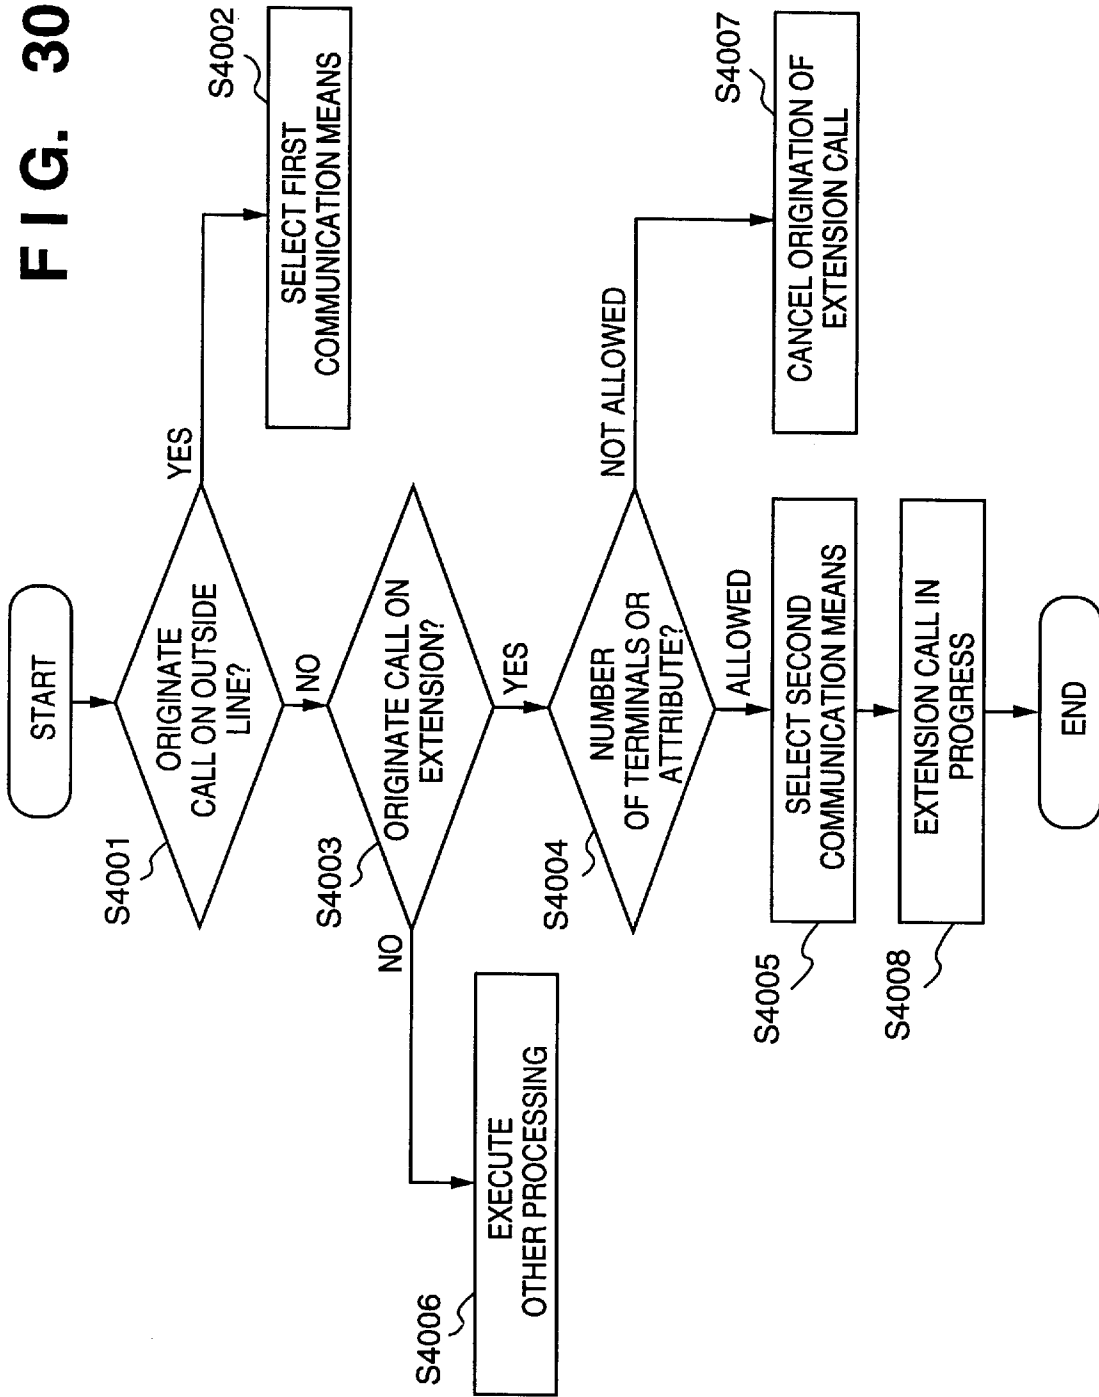 FIG. 30
START
S4001
ORIGINATE
CALL ON OUTSIDE
LINE?
YES
S4002
SELECT FIRST
COMMUNICATION MEANS
NO
S4003
ORIGINATE CALL ON
EXTENSION?
NO
S4006
EXECUTE
OTHER PROCESSING
YES
S4004
NUMBER
OF TERMINALS OR
ATTRIBUTE?
NOT ALLOWED
S4007
CANCEL ORIGINATION OF
EXTENSION CALL
ALLOWED
S4005
SELECT SECOND
COMMUNICATION MEANS
S4008
EXTENSION CALL IN
PROGRESS
END